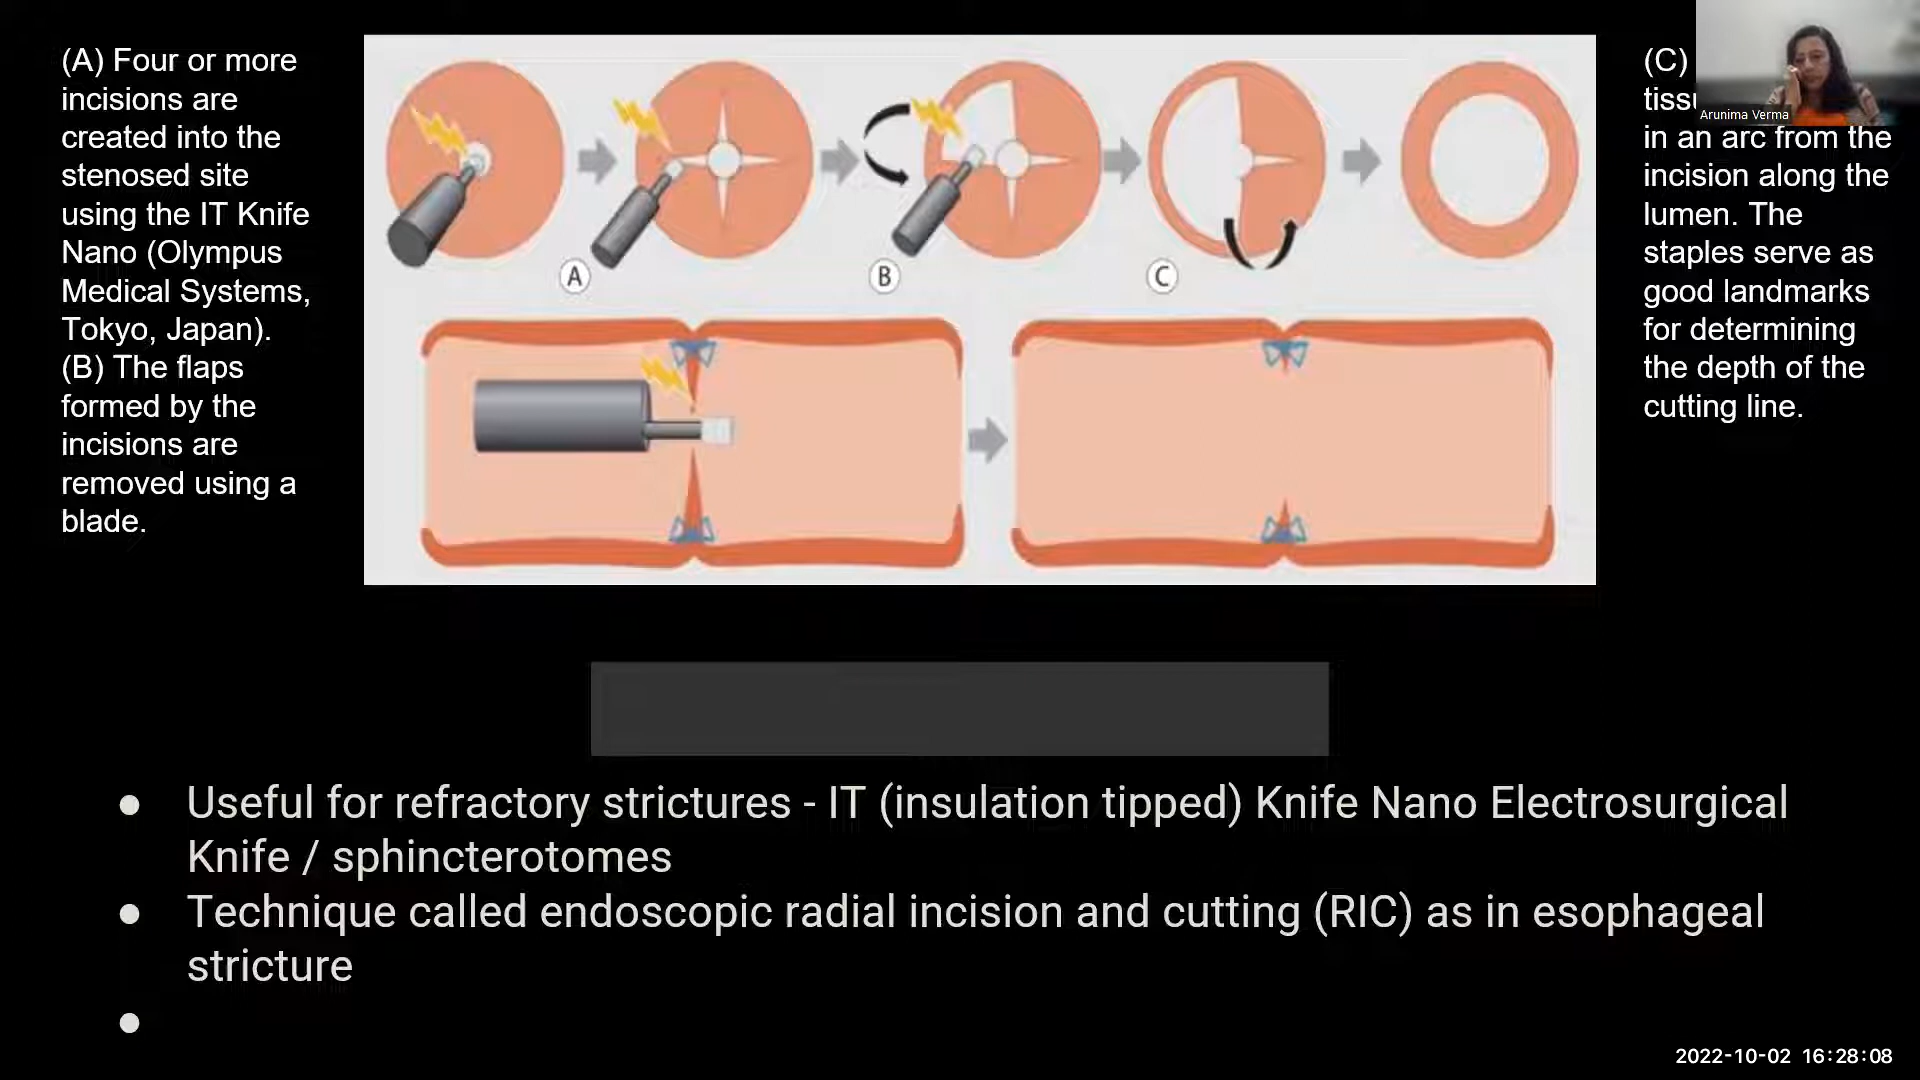 (A) Four or more
incisions are
created into the
stenosed site
using the IT Knife
Nano (Olympus
Medical Systems,
Tokyo, Japan).
(B) The flaps
formed by the
incisions are
removed using a
blade.
A
B
C
(C)
in an arc from the
incision along the
lumen. The
staples serve as
good landmarks
for determining
the depth of the
cutting line.
Arunima Verma
● Useful for refractory strictures - IT (insulation tipped) Knife Nano Electrosurgical
Knife / sphincterotomes
● Technique called endoscopic radial incision and cutting (RIC) as in esophageal
stricture
●
2022-10-02 16:28:08